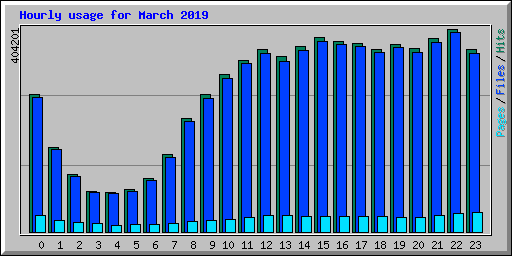 Hourly usage for March 2019
404201
Pages/Files/Hits
0 1 2 3 4 5 6 7 8 9 10 11 12 13 14 15 16 17 18 19 20 21 22 23